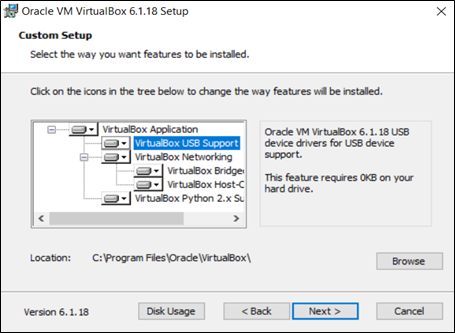 Oracle VM VirtualBox 6.1.18 Setup
Custom Setup
Select the way you want features to be installed.
Click on the icons in the tree below to change the way features will be installed.
VirtualBox Application
VirtualBox USB Support
VirtualBox Networking
VirtualBox Bridge
VirtualBox Host-C
VirtualBox Python 2.x Su
Oracle VM VirtualBox 6.1.18 USB
device drivers for USB device
support.
This feature requires 0KB on your
hard drive.
Location: C:\Program Files\Oracle\VirtualBox\
Browse
Version 6.1.18 Disk Usage < Back Next > Cancel